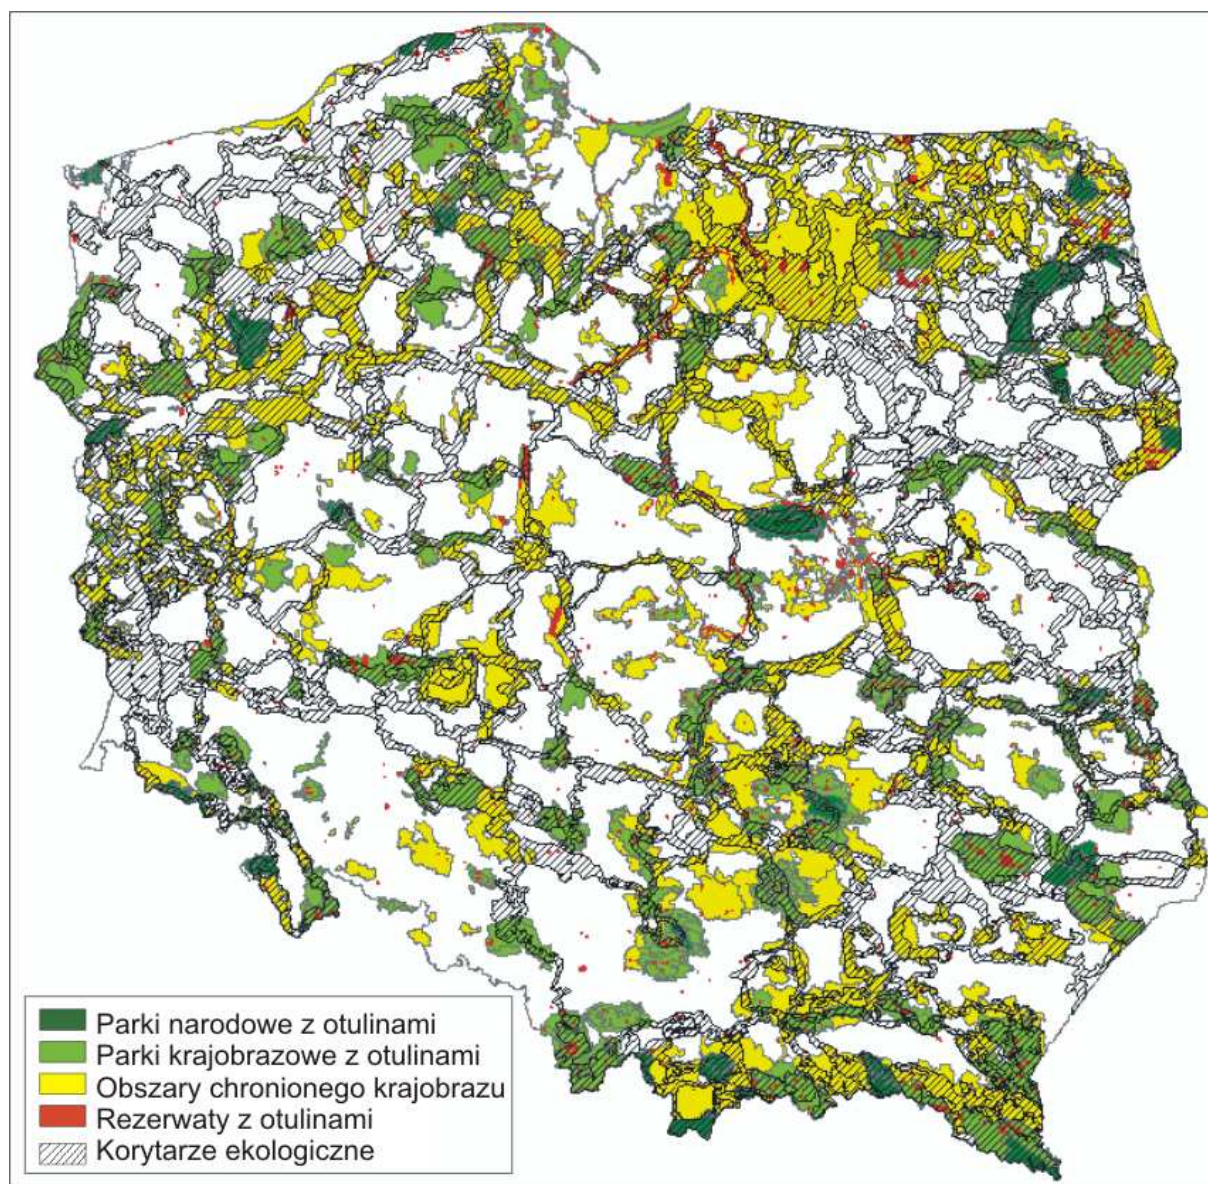 Parki narodowe z otulinami
Parki krajobrazowe z otulinami
Obszary chronionego krajobrazu
Rezerwaty z otulinami
Korytarze ekologiczne